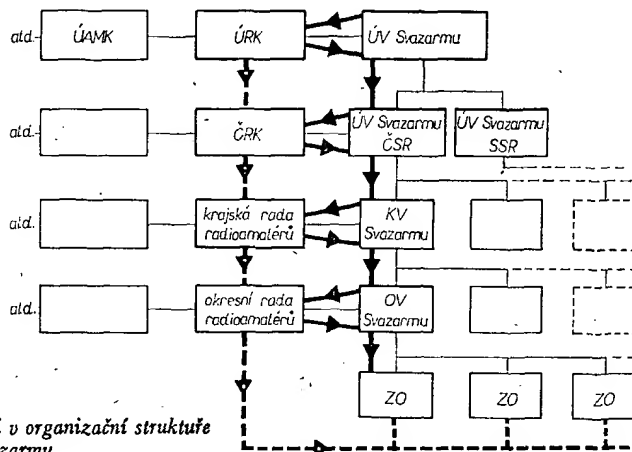 atd. ÚAMK ÚRK ÚV Svazarmu
atd. ČRK ÚV Svazarmu ČSR ÚV Svazarmu SSR
atd. krajská rada radioamatérů KV Svazarmu
atd. okresní rada radioamatérů OV Svazarmu
ZO ZO ZO
v organizační struktuře